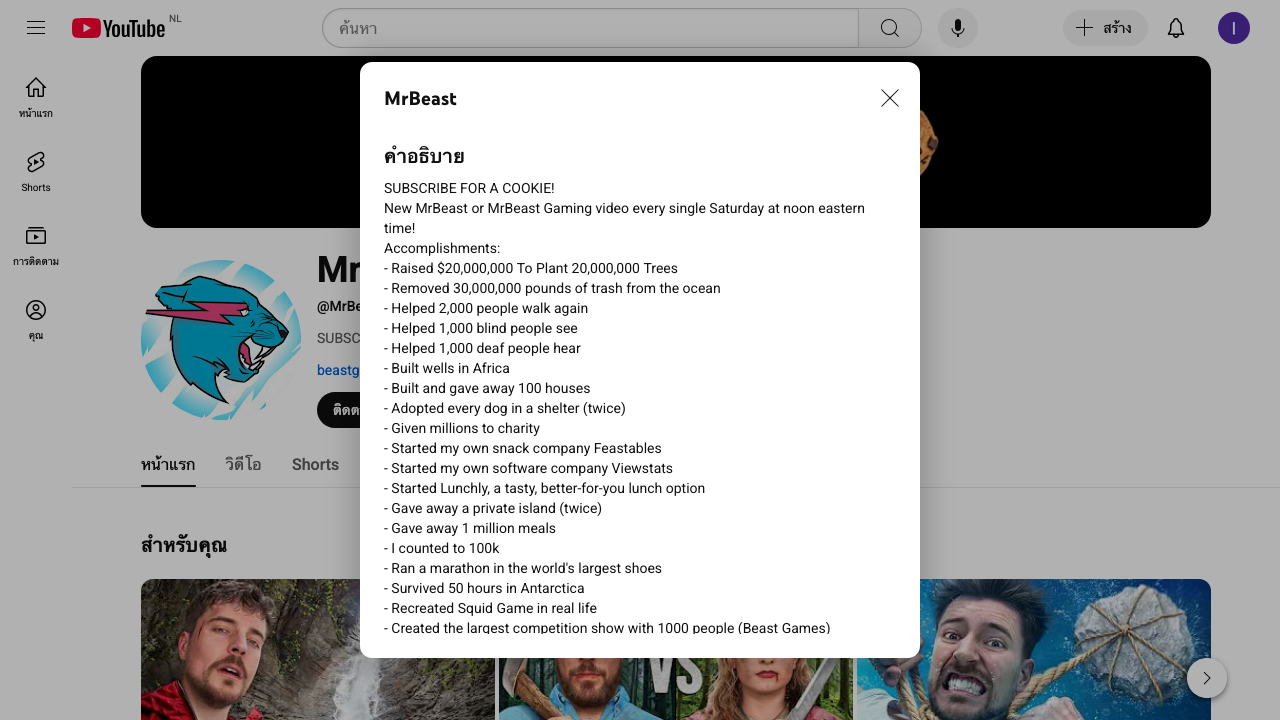 YouTube NL
ค้นหา
สร้าง
I
หน้าแรก
Shorts
การติดตาม
คุณ
MrBeast
คำอธิบาย
SUBSCRIBE FOR A COOKIE!
New MrBeast or MrBeast Gaming video every single Saturday at noon eastern
time!
Accomplishments:
- Raised $20,000,000 To Plant 20,000,000 Trees
- Removed 30,000,000 pounds of trash from the ocean
- Helped 2,000 people walk again
- Helped 1,000 blind people see
- Helped 1,000 deaf people hear
- Built wells in Africa
- Built and gave away 100 houses
- Adopted every dog in a shelter (twice)
- Given millions to charity
- Started my own snack company Feastables
- Started my own software company Viewstats
- Started Lunchly, a tasty, better-for-you lunch option
- Gave away a private island (twice)
- Gave away 1 million meals
- I counted to 100k
- Ran a marathon in the world's largest shoes
- Survived 50 hours in Antarctica
- Recreated Squid Game in real life
- Created the largest competition show with 1000 people (Beast Games)
Mr
@MrBe
SUBSC
beastg
หน้าแรก
วิดีโอ
Shorts
สำหรับคุณ
VS